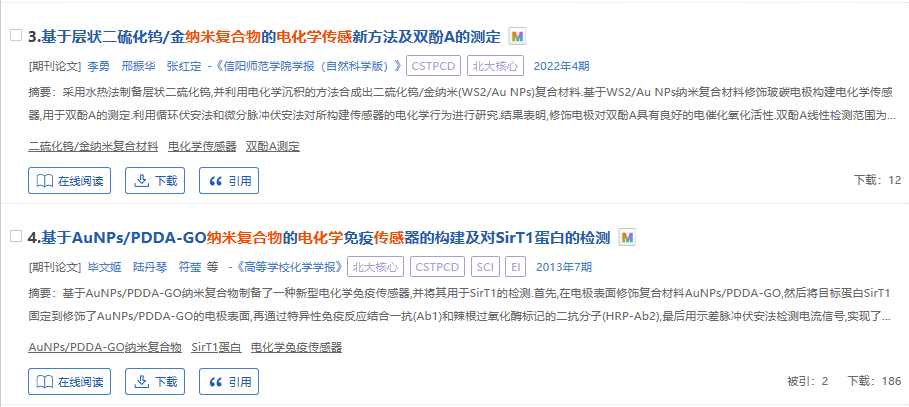 3.基于层状二硫化钨/金纳米复合物的电化学传感新方法及双酚A的测定 M
[期刊论文] 李勇 邢振华 张红定 -《信阳师范学院学报（自然科学版）》 CSTPCD 北大核心 2022年4期
摘要：采用水热法制备层状二硫化钨,并利用电化学沉积的方法合成出二硫化钨/金纳米(WS2/Au NPs)复合材料.基于WS2/Au NPs纳米复合材料修饰玻碳电极构建电化学传感
器,用于双酚A的测定.利用循环伏安法和微分脉冲伏安法对所构建传感器的电化学行为进行研究.结果表明,修饰电极对双酚A具有良好的电催化氧化活性.双酚A线性检测范围为...
二硫化钨/金纳米复合材料 电化学传感器 双酚A测定
在线阅读 下载 引用 下载：12
4.基于AuNPs/PDDA-GO纳米复合物的电化学免疫传感器的构建及对SirT1蛋白的检测 M
[期刊论文] 毕文姬 陆丹琴 符莹 等 -《高等学校化学学报》 北大核心 CSTPCD SCI EI 2013年7期
摘要：基于AuNPs/PDDA-GO纳米复合物制备了一种新型电化学免疫传感器,并将其用于SirT1的检测.首先,在电极表面修饰复合材料AuNPs/PDDA-GO,然后将目标蛋白SirT1
固定到修饰了AuNPs/PDDA-GO的电极表面,再通过特异性免疫反应结合一抗(Ab1)和辣根过氧化酶标记的二抗分子(HRP-Ab2),最后用示差脉冲伏安法检测电流信号,实现了...
AuNPs/PDDA-GO纳米复合物 SirT1蛋白 电化学免疫传感器
在线阅读 下载 引用 被引：2 下载：186